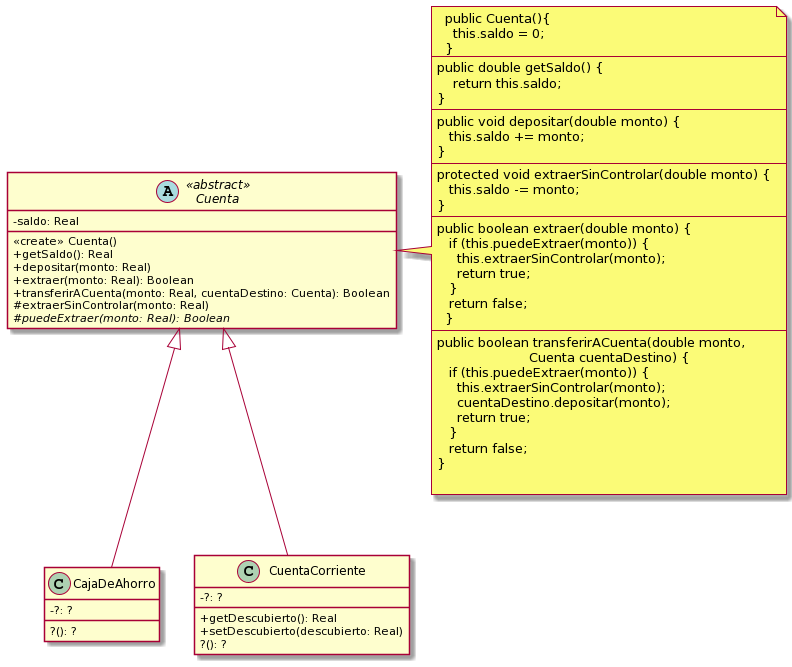 public Cuenta(){
this.saldo = 0;
}
public double getSaldo() {
return this.saldo;
}
public void depositar(double monto) {
this.saldo += monto;
}
protected void extraerSinControlar(double monto) {
this.saldo -= monto;
}
public boolean extraer(double monto) {
if (this.puedeExtraer(monto)) {
this.extraerSinControlar(monto);
return true;
}
return false;
}
public boolean transferirACuenta(double monto,
Cuenta cuentaDestino) {
if (this.puedeExtraer(monto)) {
this.extraerSinControlar(monto);
cuentaDestino.depositar(monto);
return true;
}
return false;
}
A
«abstract»
Cuenta
-saldo: Real
«create» Cuenta()
+getSaldo(): Real
+depositar(monto: Real)
+extraer(monto: Real): Boolean
+transferirACuenta(monto: Real, cuentaDestino: Cuenta): Boolean
#extraerSinControlar(monto: Real)
#puedeExtraer(monto: Real): Boolean
C CajaDeAhorro
-?: ?
?(): ?
C CuentaCorriente
-?: ?
+getDescubierto(): Real
+setDescubierto(descubierto: Real)
?(): ?